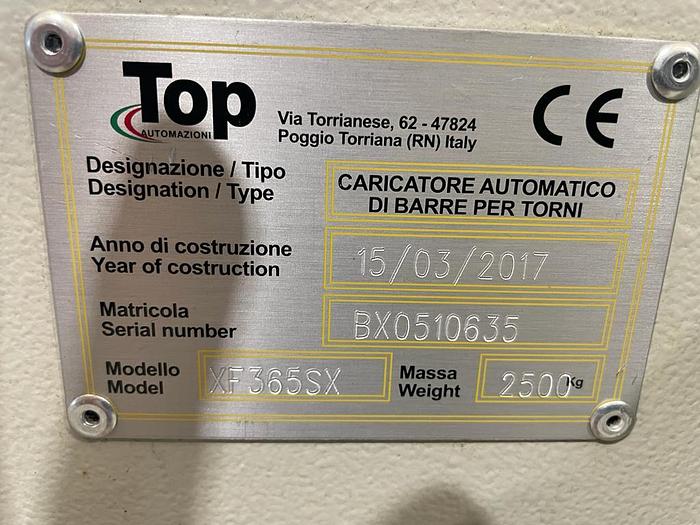 Top
AUTOMAZIONI
Via Torrianese, 62 - 47824
Poggio Torriana (RN) Italy
CE
Designazione / Tipo
Designation / Type
CARICATORE AUTOMATICO
DI BARRE PER TORNI
Anno di costruzione
Year of costruction
15/03/2017
Matricola
Serial number
BX0510635
Modello
Model
XF365SX
Massa
Weight
2500 Kg